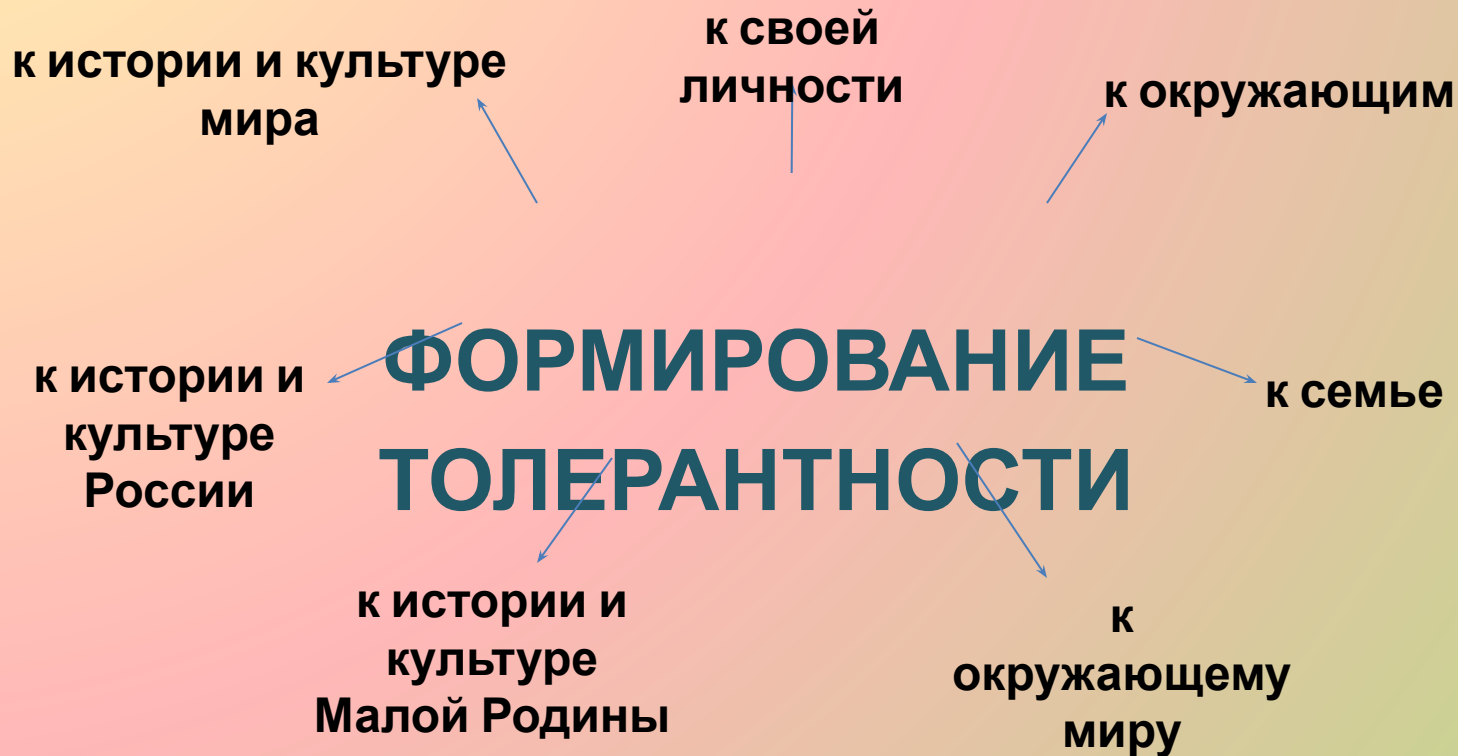 к истории и культуре
мира
к своей
личности
к окружающим
ФОРМИРОВАНИЕ
ТОЛЕРАНТНОСТИ
к истории и
культуре
России
к семье
к истории и
культуре
Малой Родины
к
окружающему
миру